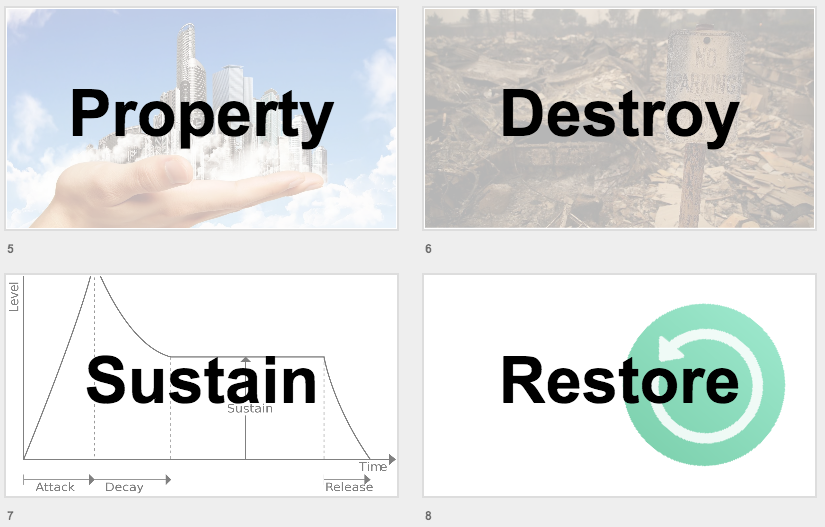 Property
5
NO
PARKING
Destroy
6
Level
Sustain
Sustain
Time
Attack
Decay
Release
7
Restore
8